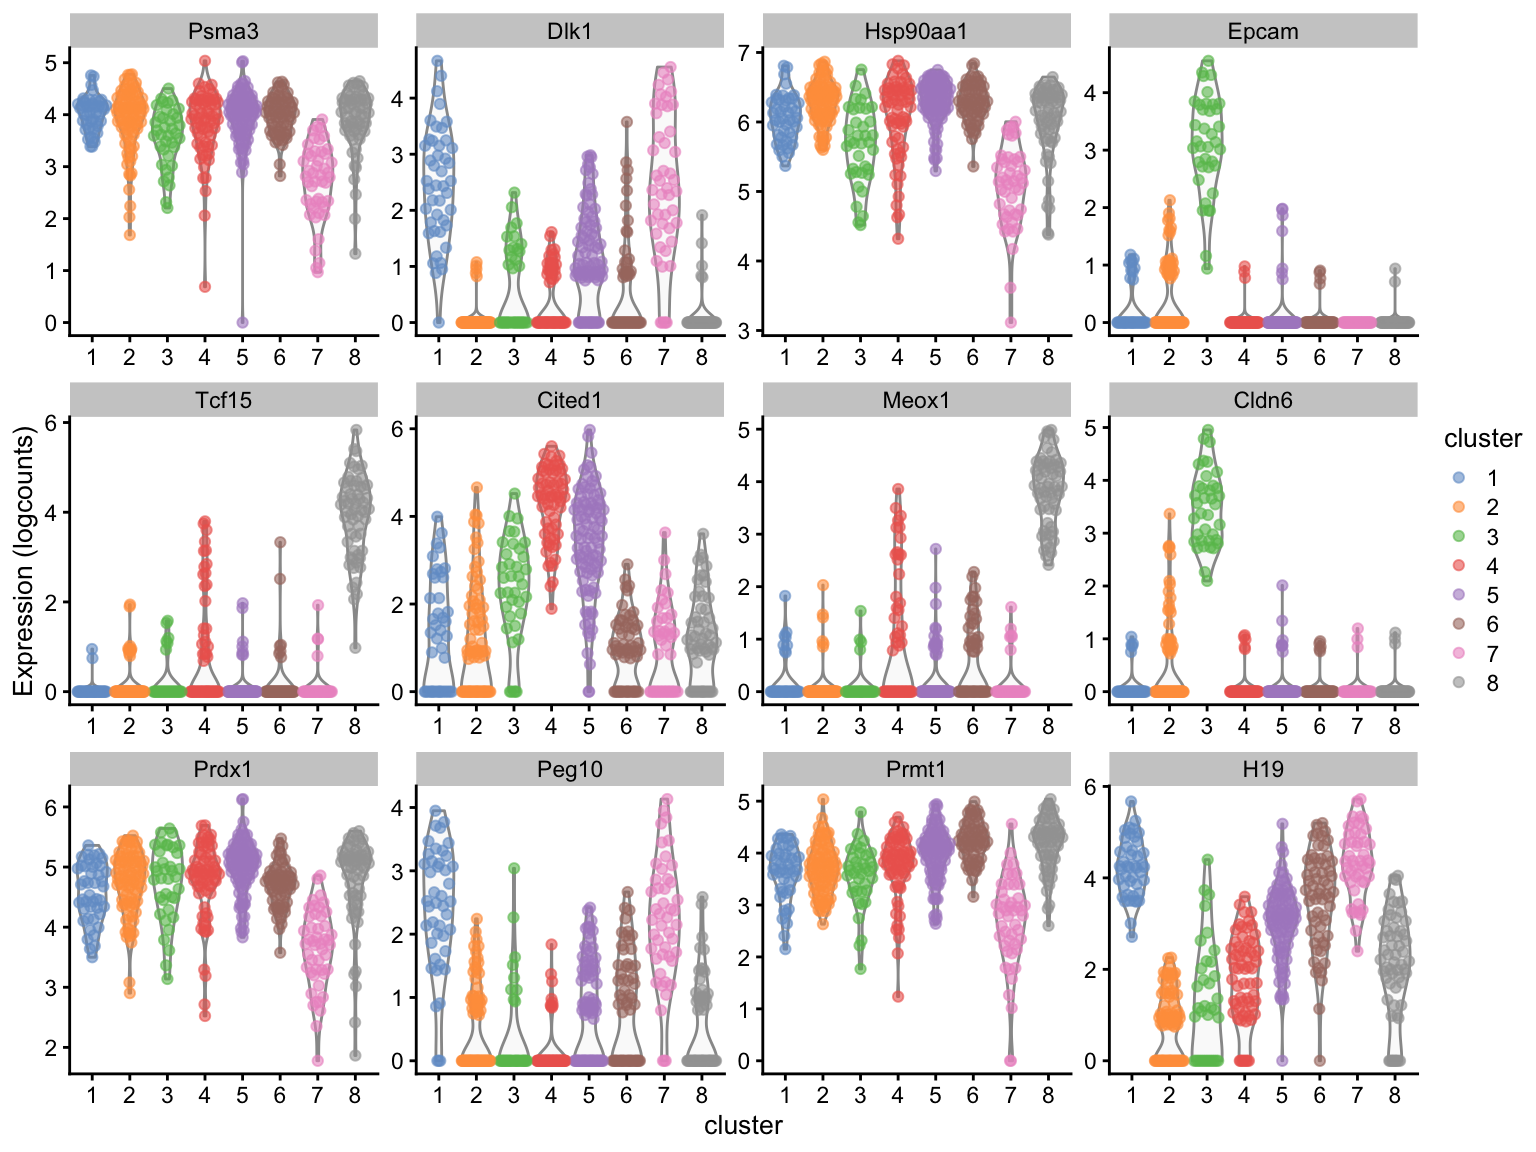 Psma3 Dlk1 Hsp90aa1 Epcam
5 4 3 2 1 0
4 3 2 1 0
7 6 5 4 3
4 3 2 1 0
1 2 3 4 5 6 7 8
1 2 3 4 5 6 7 8
1 2 3 4 5 6 7 8
1 2 3 4 5 6 7 8
Tcf15 Cited1 Meox1 Cldn6
6 4 2 0
6 4 2 0
5 4 3 2 1 0
5 4 3 2 1 0
1 2 3 4 5 6 7 8
1 2 3 4 5 6 7 8
1 2 3 4 5 6 7 8
1 2 3 4 5 6 7 8
Prdx1 Peg10 Prmt1 H19
6 5 4 3 2
4 3 2 1 0
5 4 3 2 1 0
6 4 2 0
1 2 3 4 5 6 7 8
1 2 3 4 5 6 7 8
1 2 3 4 5 6 7 8
1 2 3 4 5 6 7 8
Expression (logcounts)
cluster
cluster
1
2
3
4
5
6
7
8